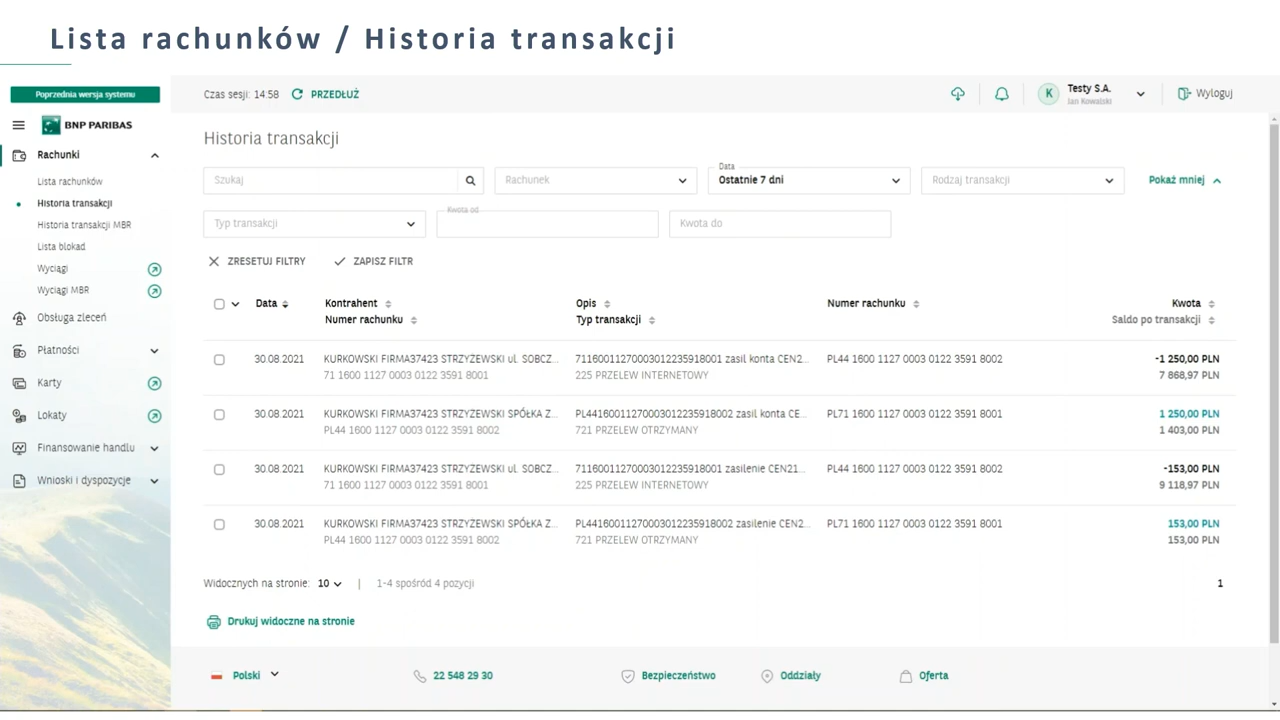 Lista rachunków / Historia transakcji
Poprzednia wersja systemu
Czas sesji: 14:58 PRZEDŁUŻ
K
Testy S.A.
Jan Kowalski
Wyloguj
BNP PARIBAS
Rachunki
Lista rachunków
Historia transakcji
Historia transakcji MBR
Lista blokad
Wyciągi
Wyciągi MBR
Obsługa zleceń
Płatności
Karty
Lokaty
Finansowanie handlu
Wnioski i dyspozycje
Historia transakcji
Szukaj
Rachunek
Data
Ostatnie 7 dni
Rodzaj transakcji
Pokaż mniej
Typ transakcji
Kwota od
Kwota do
ZRESETUJ FILTRY ZAPISZ FILTR
Data Kontrahent Opis Numer rachunku Kwota
Numer rachunku Typ transakcji Saldo po transakcji
30.08.2021 KURKOWSKI FIRMA37423 STRZYŻEWSKI ul. SOBCZ... 71160011270003012235918001 zasil konta CEN2... PL44 1600 1127 0003 0122 3591 8002 -1 250,00 PLN
71 1600 1127 0003 0122 3591 8001 225 PRZELEW INTERNETOWY 7 868,97 PLN
30.08.2021 KURKOWSKI FIRMA37423 STRZYŻEWSKI SPÓŁKA Z... PL44160011270003012235918002 zasil konta CE... PL71 1600 1127 0003 0122 3591 8001 1 250,00 PLN
PL44 1600 1127 0003 0122 3591 8002 721 PRZELEW OTRZYMANY 1 403,00 PLN
30.08.2021 KURKOWSKI FIRMA37423 STRZYŻEWSKI ul. SOBCZ... 71160011270003012235918001 zasilenie CEN21... PL44 1600 1127 0003 0122 3591 8002 -153,00 PLN
71 1600 1127 0003 0122 3591 8001 225 PRZELEW INTERNETOWY 9 118,97 PLN
30.08.2021 KURKOWSKI FIRMA37423 STRZYŻEWSKI SPÓŁKA Z... PL44160011270003012235918002 zasilenie CEN2... PL71 1600 1127 0003 0122 3591 8001 153,00 PLN
PL44 1600 1127 0003 0122 3591 8002 721 PRZELEW OTRZYMANY 153,00 PLN
Widocznych na stronie: 10 | 1-4 spośród 4 pozycji 1
Drukuj widoczne na stronie
Polski 22 548 29 30 Bezpieczeństwo Oddziały Oferta